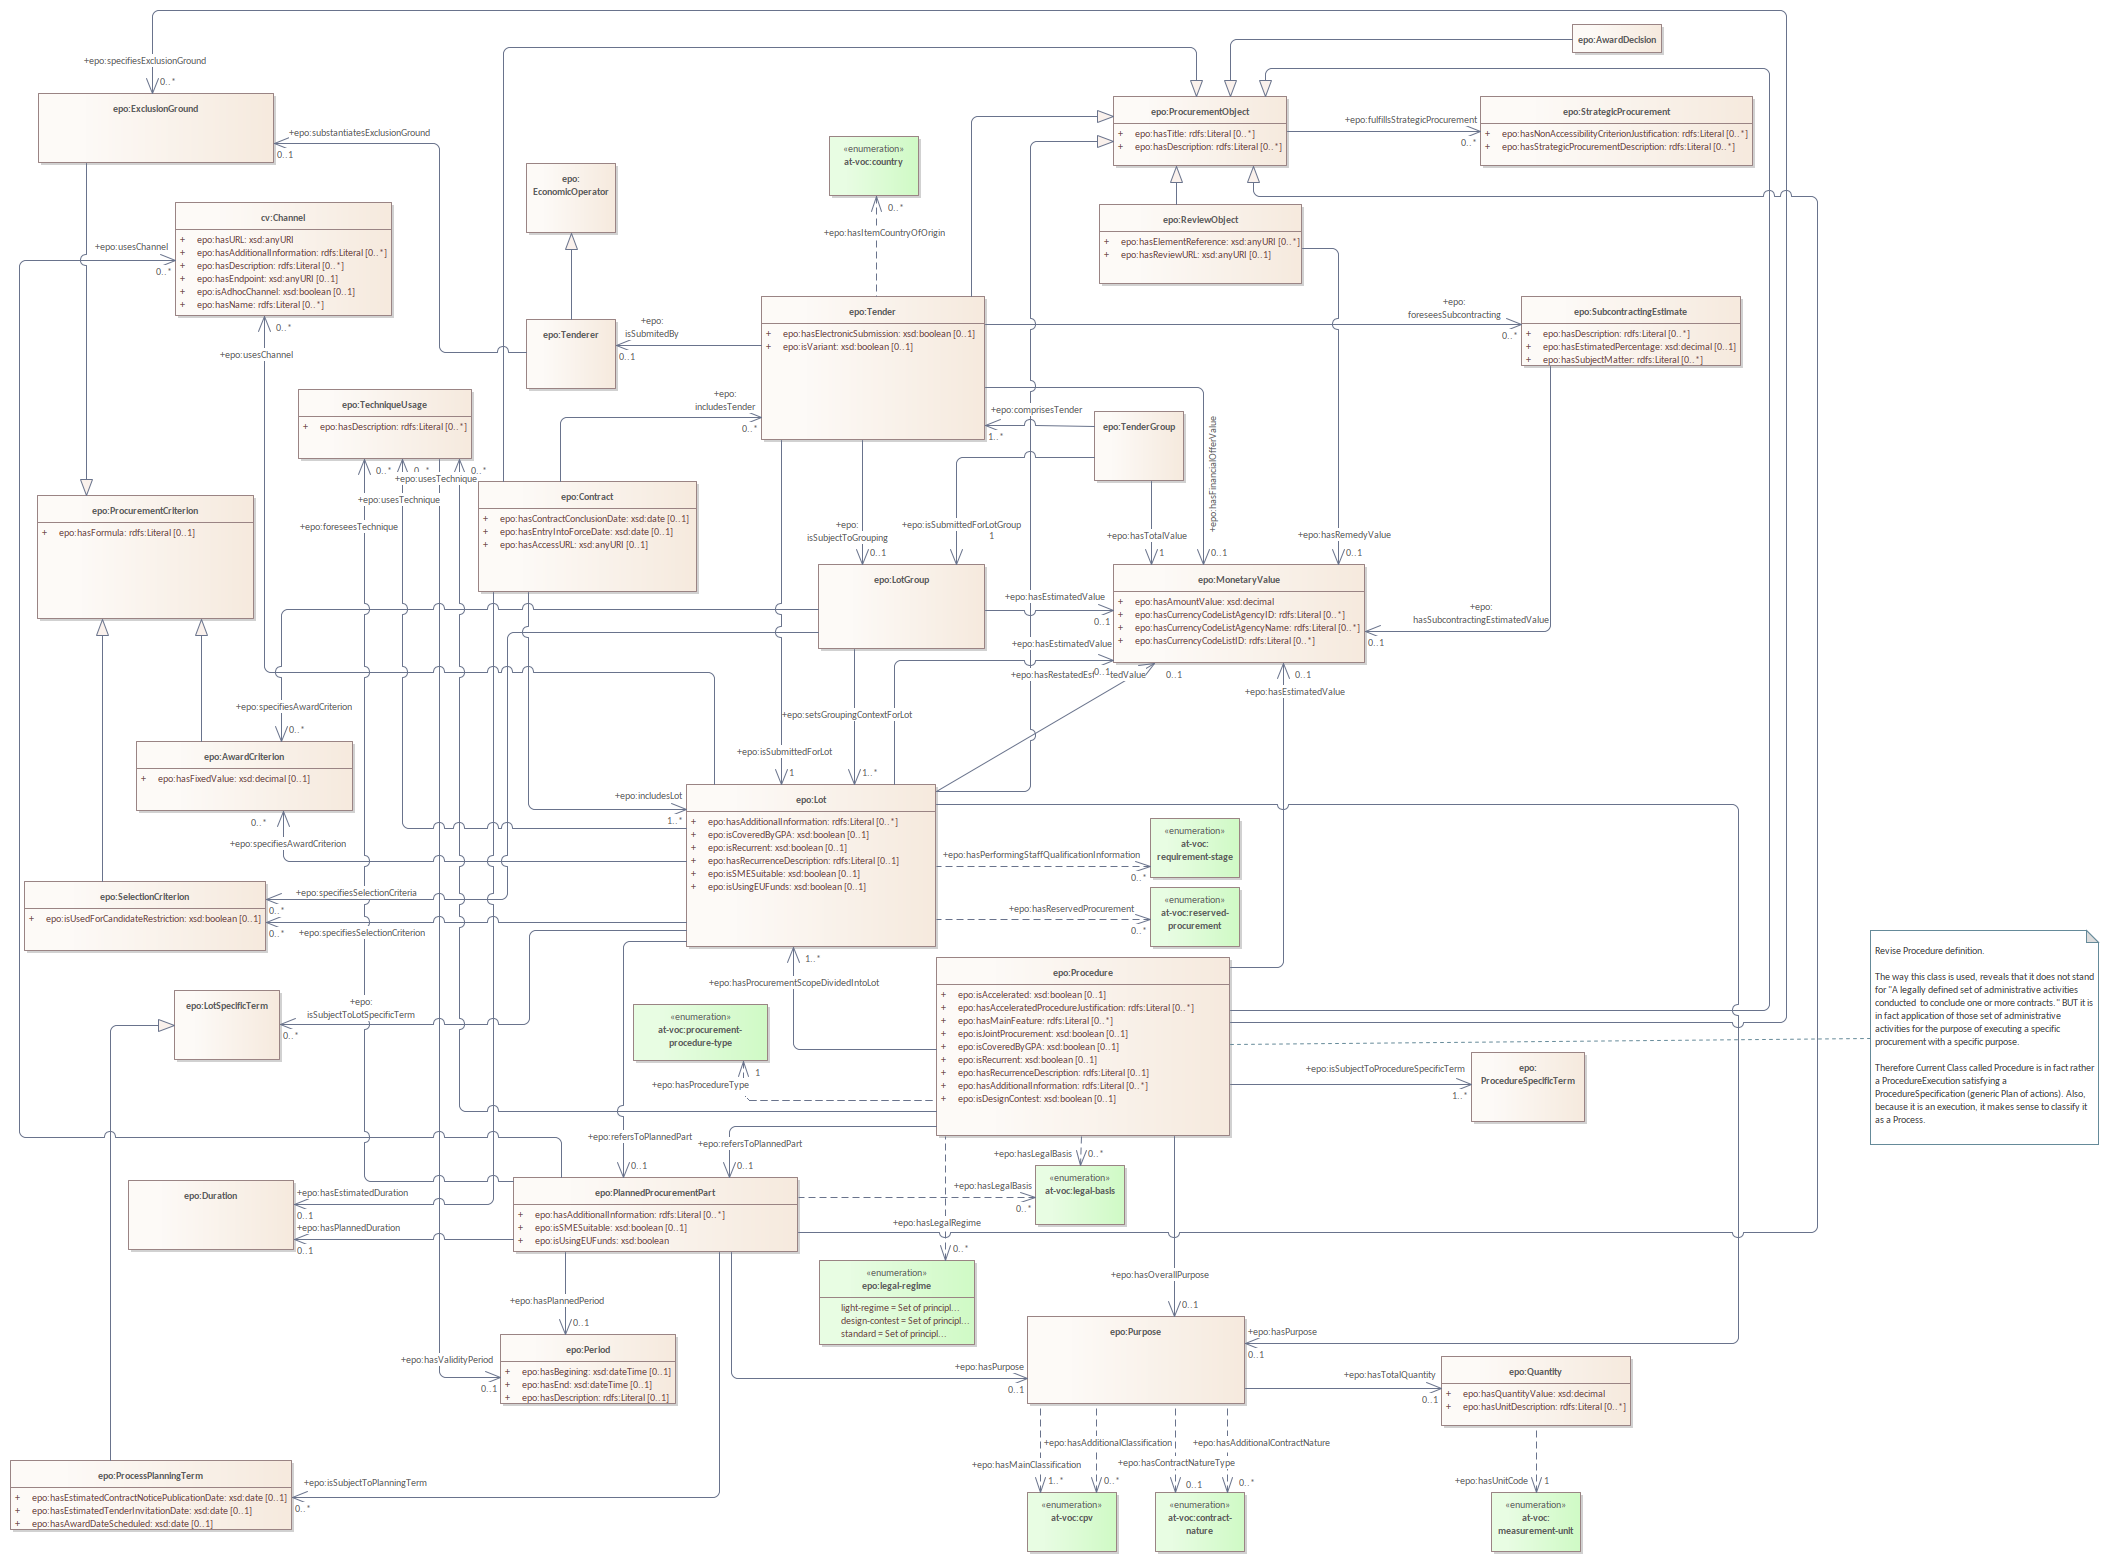 +epo:specifiesExclusionGround
0..*
epo:ExclusionGround
+epo:substantiatesExclusionGround
0..1
epo:AwardDecision
epo:ProcurementObject
+ epo:hasTitle: rdfs:Literal [0..*]
+ epo:hasDescription: rdfs:Literal [0..*]
+epo:fulfillsStrategicProcurement
0..*
epo:StrategicProcurement
+ epo:hasNonAccessibilityCriterionJustification: rdfs:Literal [0..*]
+ epo:hasStrategicProcurementDescription: rdfs:Literal [0..*]
«enumeration»
at-voc:country
0..*
+epo:hasItemCountryOfOrigin
epo:
EconomicOperator
cv:Channel
+ epo:hasURL: xsd:anyURI
+ epo:hasAdditionalInformation: rdfs:Literal [0..*]
+ epo:hasDescription: rdfs:Literal [0..*]
+ epo:hasEndpoint: xsd:anyURI [0..1]
+ epo:isAdhocChannel: xsd:boolean [0..1]
+ epo:hasName: rdfs:Literal [0..*]
+epo:usesChannel
0..*
0..*
+epo:usesChannel
epo:ReviewObject
+ epo:hasElementReference: xsd:anyURI [0..*]
+ epo:hasReviewURL: xsd:anyURI [0..1]
epo:Tenderer
+epo:
isSubmitedBy
0..1
epo:Tender
+ epo:hasElectronicSubmission: xsd:boolean [0..1]
+ epo:isVariant: xsd:boolean [0..1]
+epo:
foreseesSubcontracting
0..*
epo:SubcontractingEstimate
+ epo:hasDescription: rdfs:Literal [0..*]
+ epo:hasEstimatedPercentage: xsd:decimal [0..1]
+ epo:hasSubjectMatter: rdfs:Literal [0..*]
epo:TechniqueUsage
+ epo:hasDescription: rdfs:Literal [0..*]
0..*
0..*
0..*
+epo:usesTechnique
+epo:usesTechnique
+epo:foreseesTechnique
+epo:
includesTender
0..*
+epo:comprisesTender
1..*
epo:TenderGroup
+epo:hasFinancialOfferValue
0..1
epo:ProcurementCriterion
+ epo:hasFormula: rdfs:Literal [0..1]
epo:Contract
+ epo:hasContractConclusionDate: xsd:date [0..1]
+ epo:hasEntryIntoForceDate: xsd:date [0..1]
+ epo:hasAccessURL: xsd:anyURI [0..1]
+epo:
isSubjectToGrouping
0..1
+epo:isSubmittedForLotGroup
1
+epo:hasTotalValue
1
+epo:hasRemedyValue
0..1
epo:LotGroup
epo:MonetaryValue
+ epo:hasAmountValue: xsd:decimal
+ epo:hasCurrencyCodeListAgencyID: rdfs:Literal [0..*]
+ epo:hasCurrencyCodeListAgencyName: rdfs:Literal [0..*]
+ epo:hasCurrencyCodeListID: rdfs:Literal [0..*]
+epo:hasEstimatedValue
0..1
+epo:hasEstimatedValue
0..1
+epo:hasRestatedEst tedValue
0..1
+epo:
hasSubcontractingEstimatedValue
0..1
0..1
+epo:hasEstimatedValue
+epo:specifiesAwardCriterion
0..*
epo:AwardCriterion
+ epo:hasFixedValue: xsd:decimal [0..1]
0..*
+epo:specifiesAwardCriterion
+epo:setsGroupingContextForLot
1..*
+epo:isSubmittedForLot
1
+epo:includesLot
1..*
epo:Lot
+ epo:hasAdditionalInformation: rdfs:Literal [0..*]
+ epo:isCoveredByGPA: xsd:boolean [0..1]
+ epo:isRecurrent: xsd:boolean [0..1]
+ epo:hasRecurrenceDescription: rdfs:Literal [0..1]
+ epo:isSMESuitable: xsd:boolean [0..1]
+ epo:isUsingEUFunds: xsd:boolean [0..1]
+epo:hasPerformingStaffQualificationInformation
0..*
«enumeration»
at-voc:
requirement-stage
+epo:hasReservedProcurement
0..*
«enumeration»
at-voc:reserved-
procurement
epo:SelectionCriterion
+ epo:isUsedForCandidateRestriction: xsd:boolean [0..1]
+epo:specifiesSelectionCriteria
0..*
0..*
+epo:specifiesSelectionCriterion
epo:LotSpecificTerm
+epo:
isSubjectToLotSpecificTerm
0..*
1..*
+epo:hasProcurementScopeDividedIntoLot
«enumeration»
at-voc:procurement-
procedure-type
1
+epo:hasProcedureType
epo:Procedure
+ epo:isAccelerated: xsd:boolean [0..1]
+ epo:hasAcceleratedProcedureJustification: rdfs:Literal [0..*]
+ epo:hasMainFeature: rdfs:Literal [0..*]
+ epo:isJointProcurement: xsd:boolean [0..1]
+ epo:isCoveredByGPA: xsd:boolean [0..1]
+ epo:isRecurrent: xsd:boolean [0..1]
+ epo:hasRecurrenceDescription: rdfs:Literal [0..1]
+ epo:hasAdditionalInformation: rdfs:Literal [0..*]
+ epo:isDesignContest: xsd:boolean [0..1]
+epo:isSubjectToProcedureSpecificTerm
1..*
epo:
ProcedureSpecificTerm
Revise Procedure definition.
The way this class is used, reveals that it does not stand
for "A legally defined set of administrative activities
conducted to conclude one or more contracts." BUT it is
in fact application of those set of administrative
activities for the purpose of executing a specific
procurement with a specific purpose.
Therefore Current Class called Procedure is in fact rather
a ProcedureExecution satisfying a
ProcedureSpecification (generic Plan of actions). Also,
because it is an execution, it makes sense to classify it
as a Process.
+epo:refersToPlannedPart
0..1
+epo:refersToPlannedPart
0..1
+epo:hasLegalBasis
0..*
+epo:hasLegalBasis
0..*
«enumeration»
at-voc:legal-basis
epo:Duration
+epo:hasEstimatedDuration
0..1
+epo:hasPlannedDuration
0..1
epo:PlannedProcurementPart
+ epo:hasAdditionalInformation: rdfs:Literal [0..*]
+ epo:isSMESuitable: xsd:boolean [0..1]
+ epo:isUsingEUFunds: xsd:boolean
+epo:hasLegalRegime
0..*
«enumeration»
epo:legal-regime
light-regime = Set of principl...
design-contest = Set of principl...
standard = Set of principl...
+epo:hasOverallPurpose
0..1
+epo:hasPlannedPeriod
0..1
+epo:hasValidityPeriod
0..1
epo:Period
+ epo:hasBegining: xsd:dateTime [0..1]
+ epo:hasEnd: xsd:dateTime [0..1]
+ epo:hasDescription: rdfs:Literal [0..1]
epo:Purpose
+epo:hasPurpose
0..1
+epo:hasPurpose
0..1
+epo:hasTotalQuantity
0..1
epo:Quantity
+ epo:hasQuantityValue: xsd:decimal
+ epo:hasUnitDescription: rdfs:Literal [0..*]
+epo:hasAdditionalClassification
0..*
+epo:hasMainClassification
1..*
+epo:hasAdditionalContractNature
0..*
+epo:hasContractNatureType
0..1
+epo:hasUnitCode
1
epo:ProcessPlanningTerm
+ epo:hasEstimatedContractNoticePublicationDate: xsd:date [0..1]
+ epo:hasEstimatedTenderInvitationDate: xsd:date [0..1]
+ epo:hasAwardDateScheduled: xsd:date [0..1]
+epo:isSubjectToPlanningTerm
0..*
«enumeration»
at-voc:cpv
«enumeration»
at-voc:contract-
nature
«enumeration»
at-voc:
measurement-unit